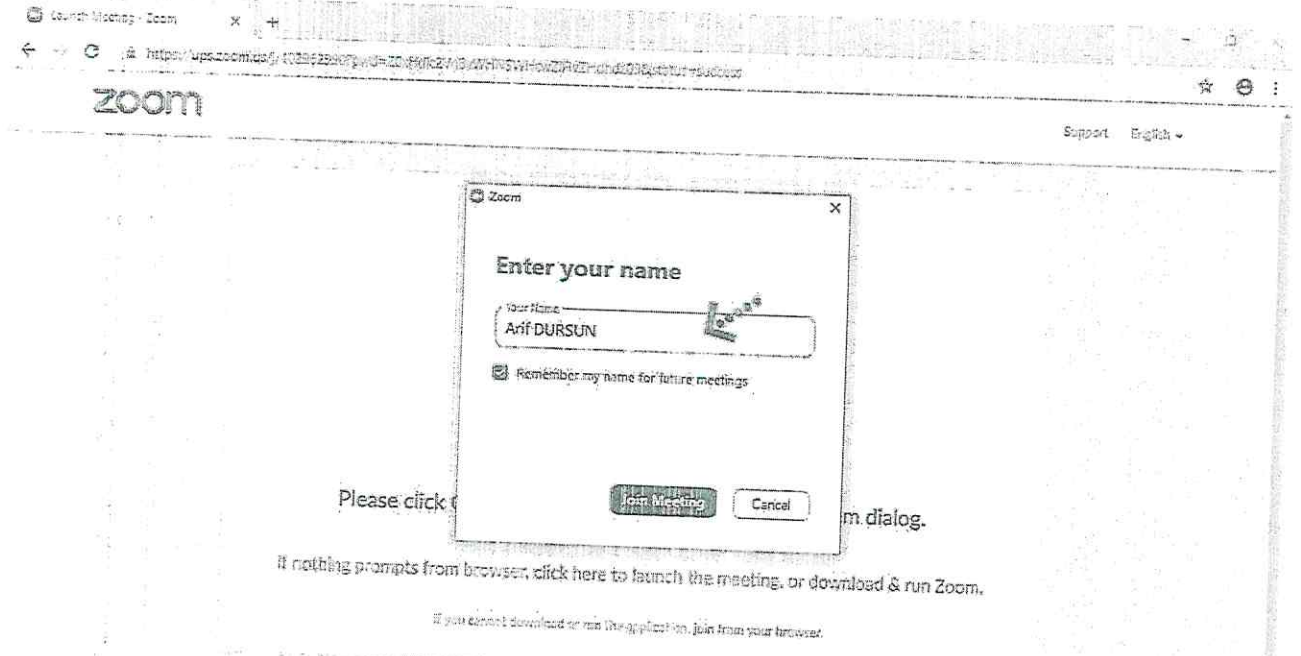 Launch Meeting - Zoom
zoom
Support English
Zoom
Enter your name
Your Name
Arif DURSUN
Remember my name for future meetings
Join Meeting Cancel
Please click
m dialog.
If nothing prompts from browser, click here to launch the meeting, or download & run Zoom.
If you cannot download or run the application, join from your browser.